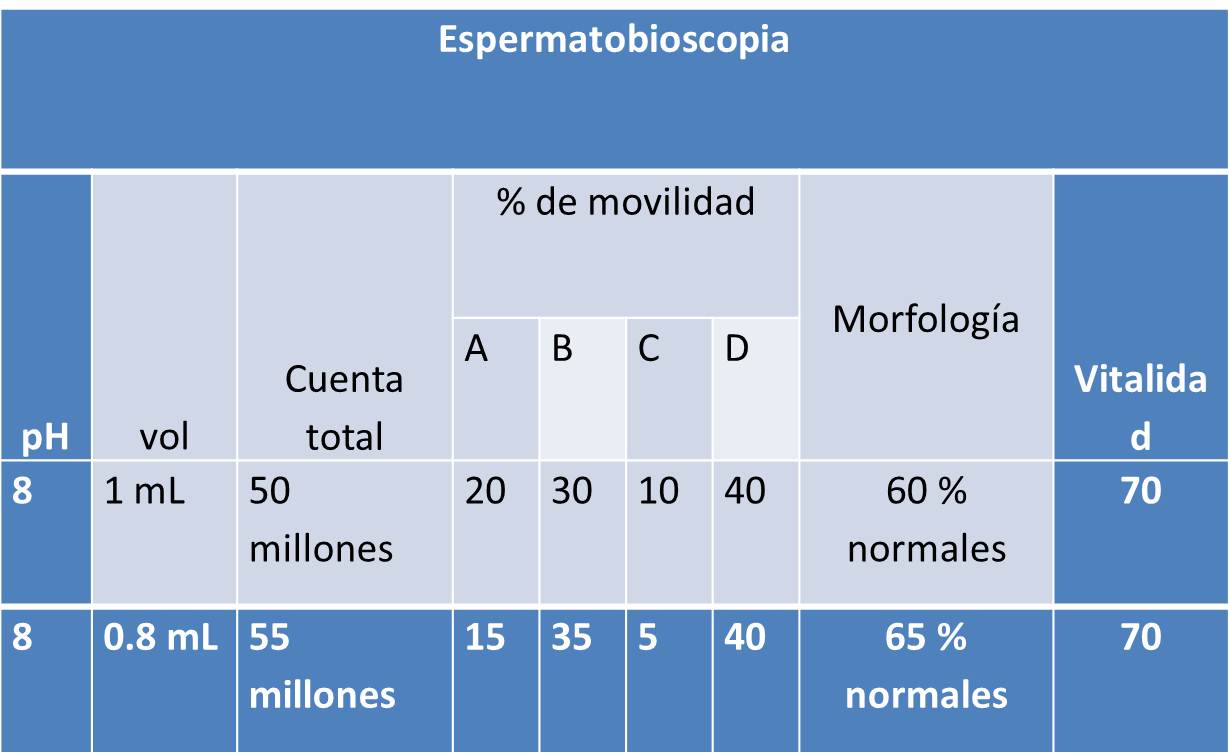 Espermatobioscopia
% de movilidad
Morfología
A B C D
Cuenta
total
Vitalida
d
pH
vol
8 1 mL 50 20 30 10 40 60 % 70
millones normales
8 0.8 mL 55 15 35 5 40 65 % 70
millones normales